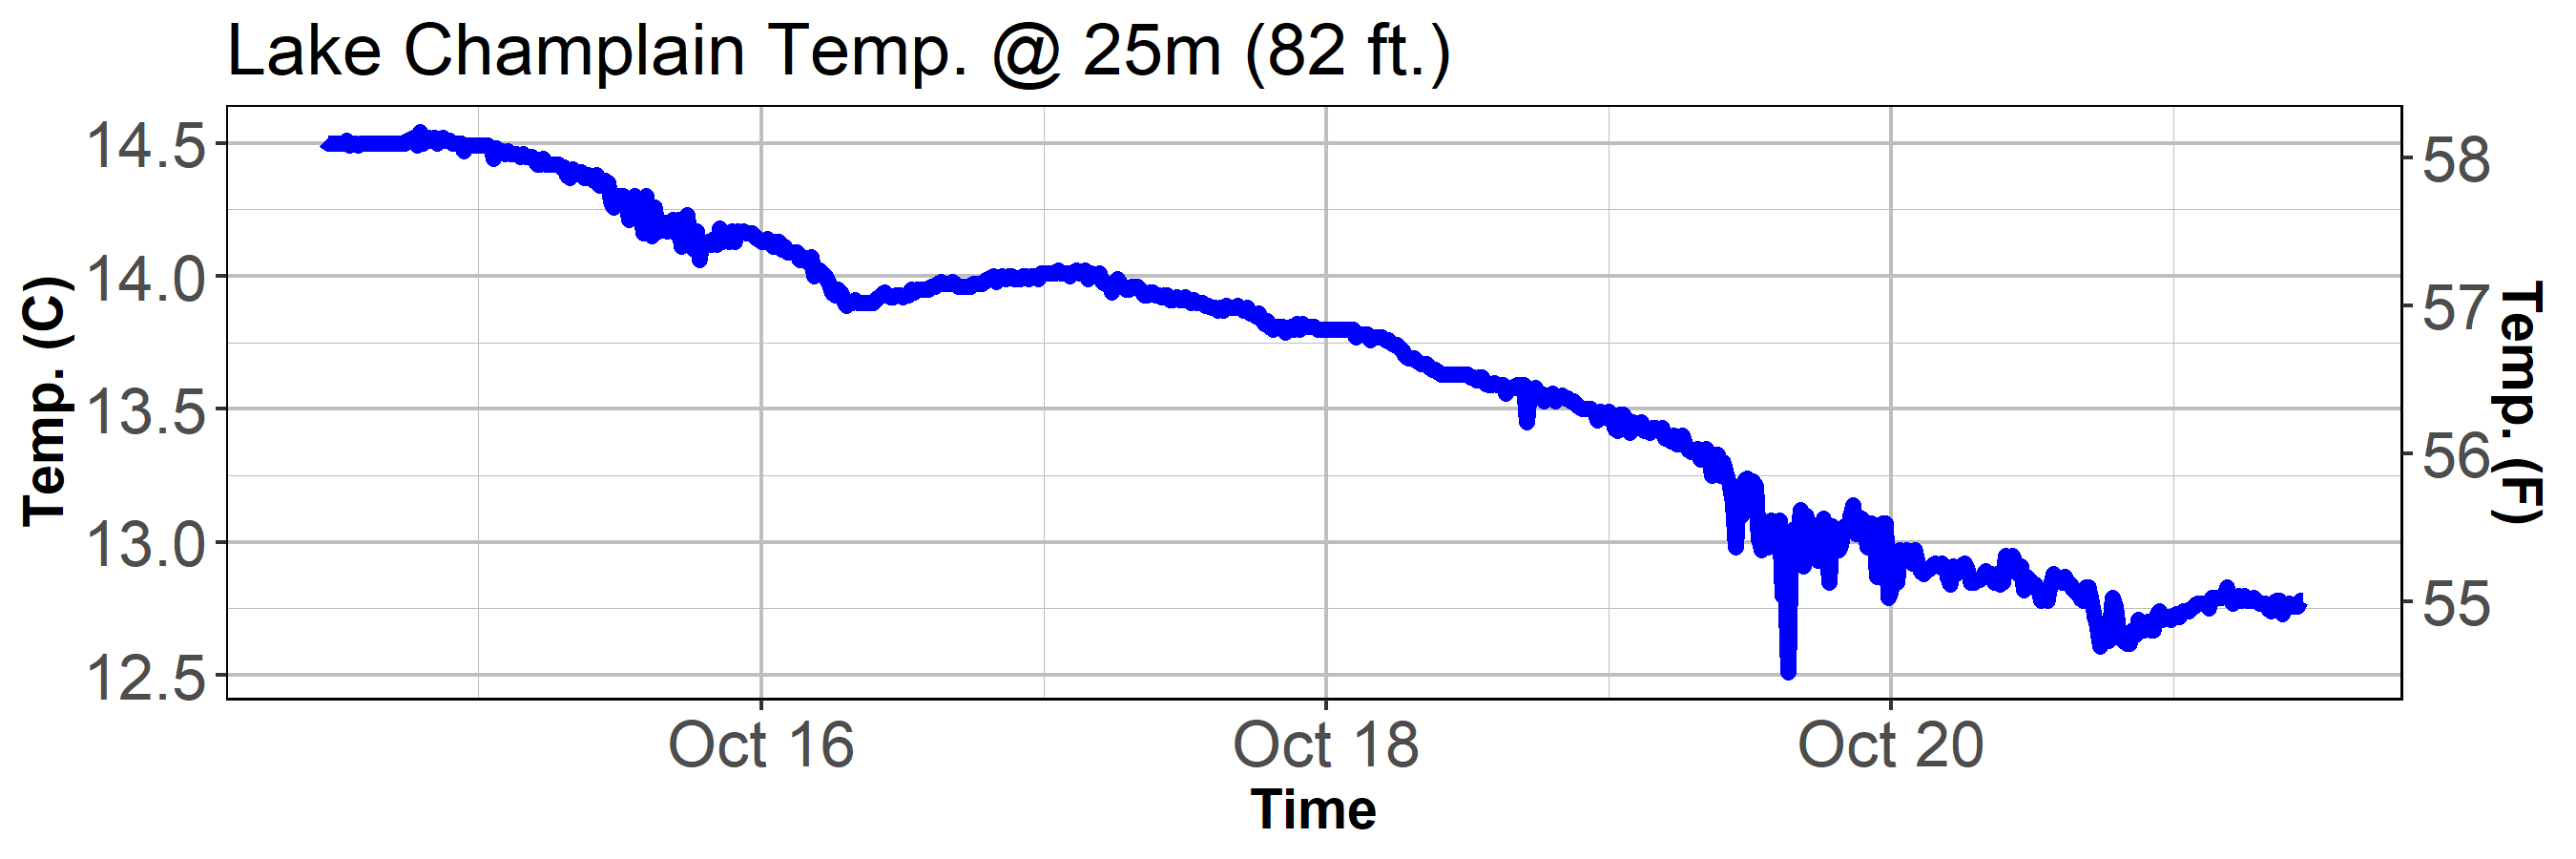 Lake Champlain Temp. @ 25m (82 ft.)
14.5
14.0
13.5
13.0
12.5
Temp. (C)
58
57
56
55
Temp. (F)
Oct 16
Oct 18
Oct 20
Time